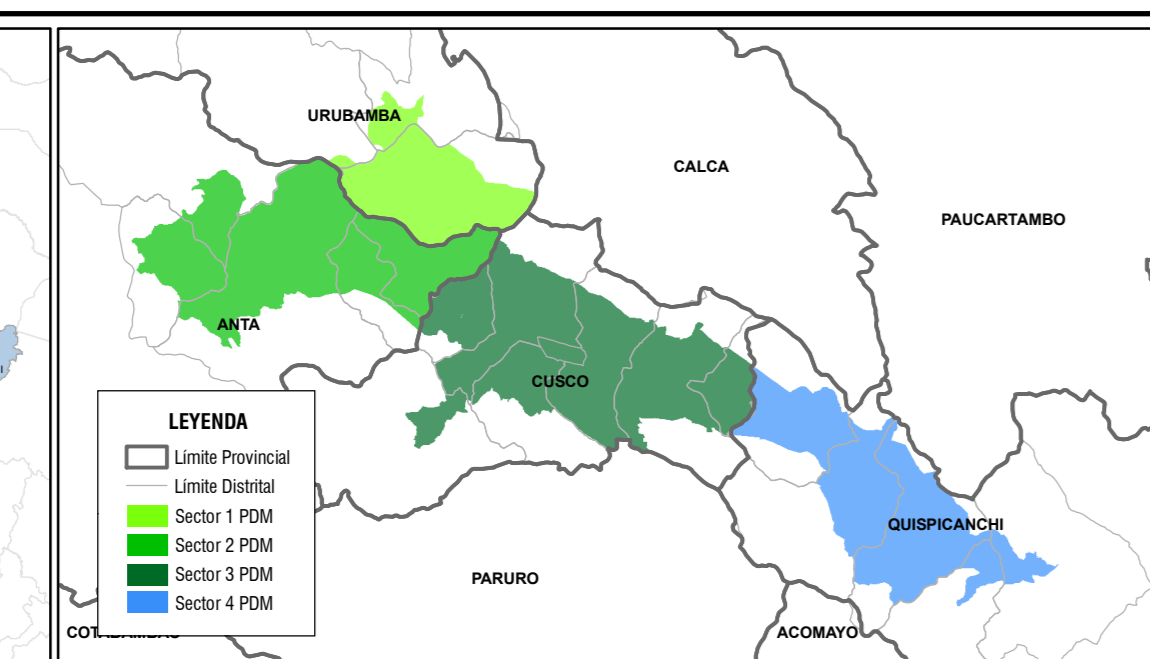 URUBAMBA
CALCA
PAUCARTAMBO
ANTA
CUSCO
LEYENDA
Límite Provincial
Límite Distrital
Sector 1 PDM
Sector 2 PDM
Sector 3 PDM
Sector 4 PDM
QUISPICANCHI
PARURO
ACOMAYO